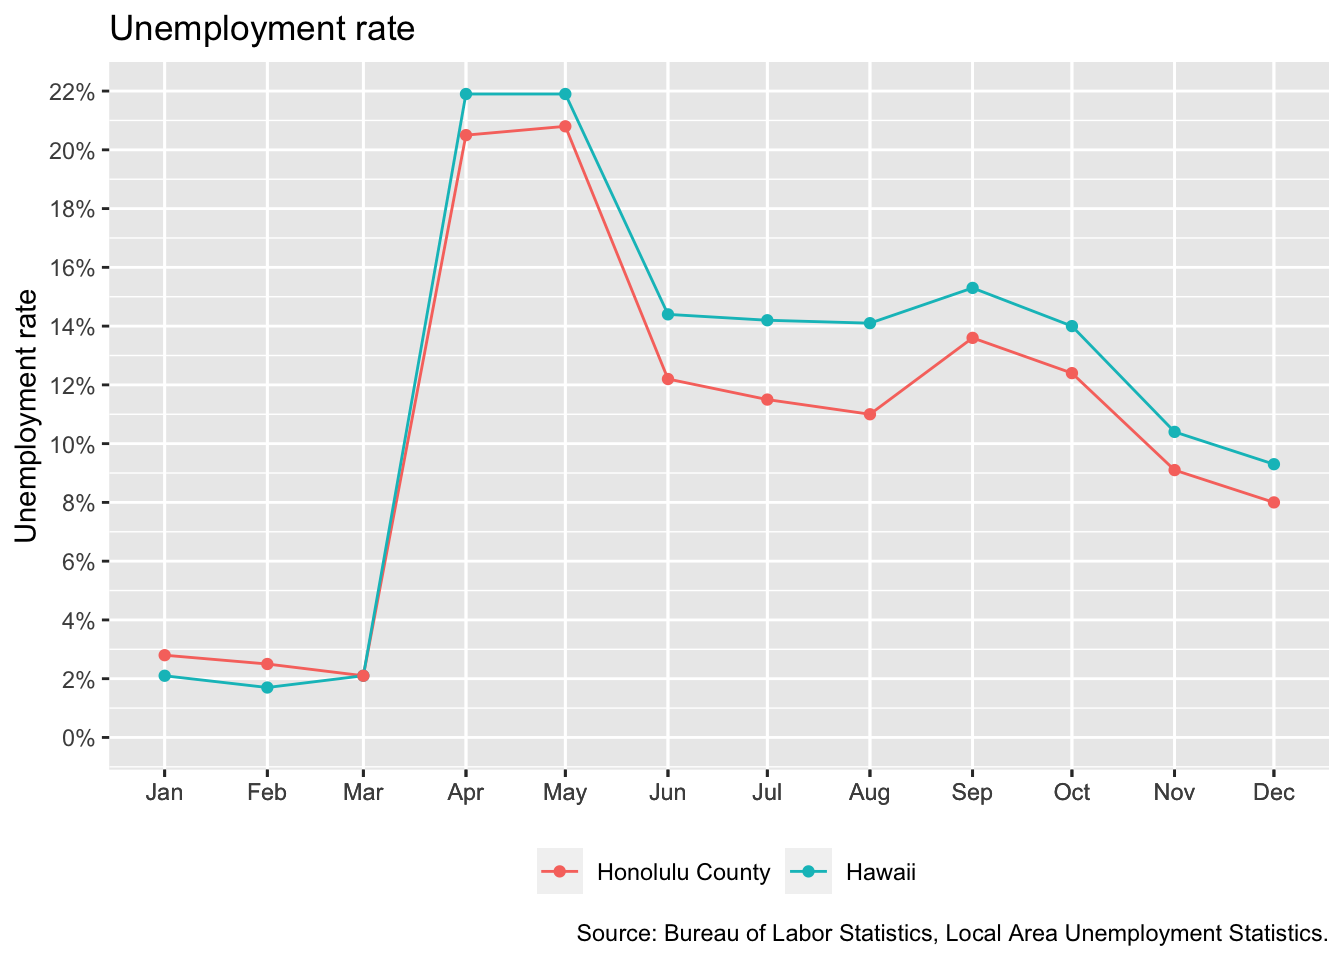 Unemployment rate
Unemployment rate
22%
20%
18%
16%
14%
12%
10%
8%
6%
4%
2%
0%
Jan Feb Mar Apr May Jun Jul Aug Sep Oct Nov Dec
Honolulu County Hawaii
Source: Bureau of Labor Statistics, Local Area Unemployment Statistics.